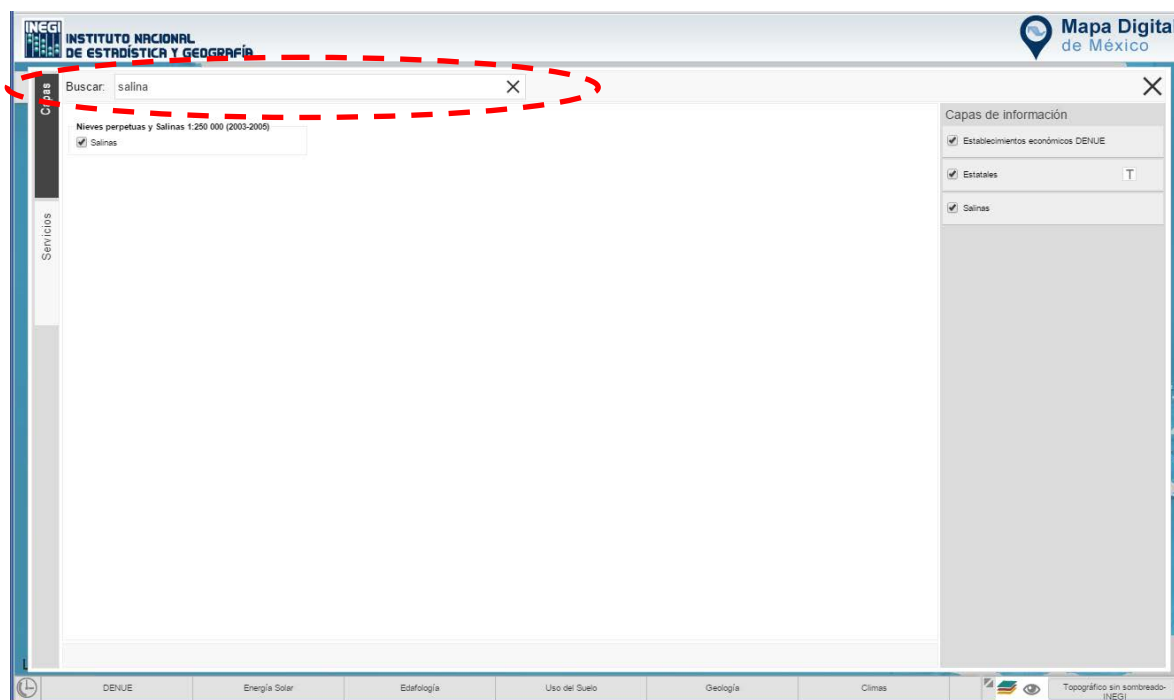 INEGI
INSTITUTO NACIONAL
DE ESTADÍSTICA Y GEOGRAFÍA
Mapa Digital
de México
Capas
Buscar: salina
Nieves perpetuas y Salinas 1:250 000 (2003-2005)
Salinas
Servicios
Capas de información
Establecimientos económicos DENUE
Estatales T
Salinas
L
DENUE
Energía Solar
Edafología
Uso del Suelo
Geología
Climas
Topográfico sin sombreado-
INEGI